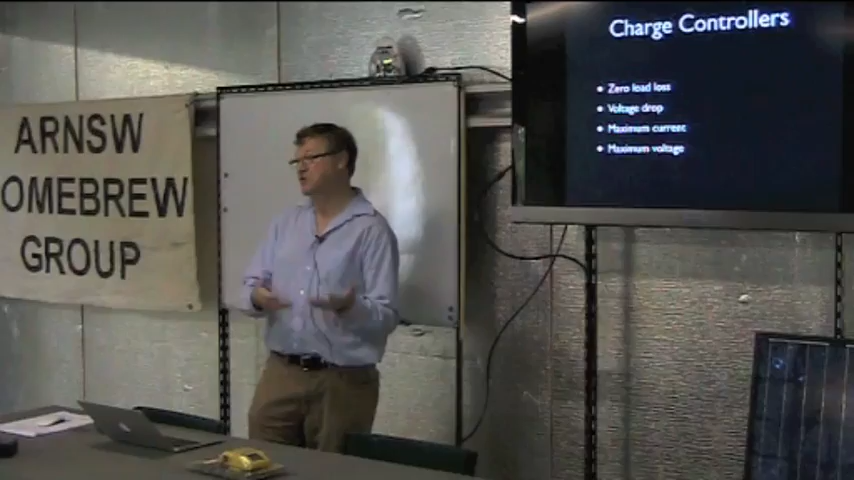 ARNSW
OMEBREW
GROUP
Charge Controllers
• Zero load loss
• Voltage drop
• Maximum current
• Maximum voltage